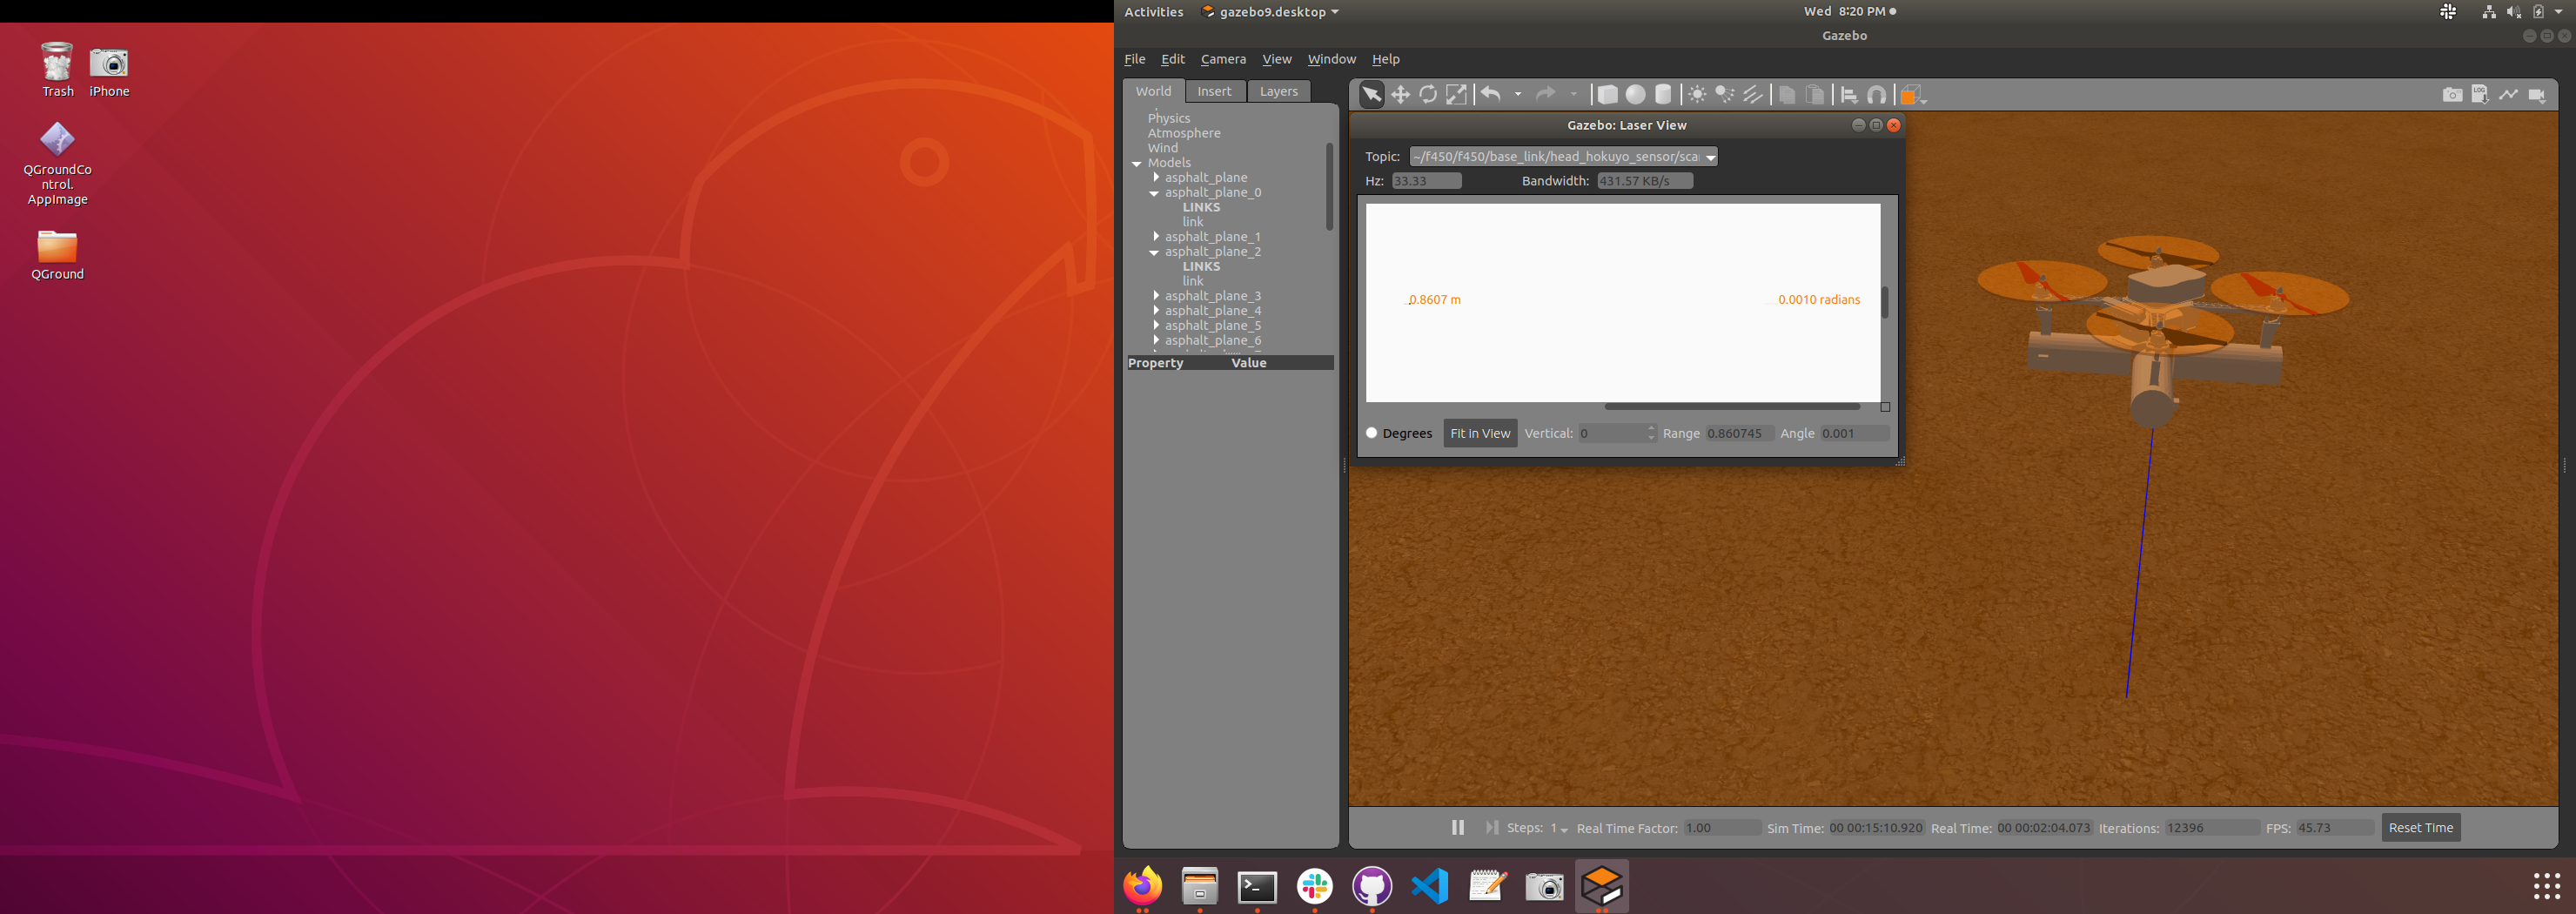 Trash
iPhone
QGroundCo
ntrol.
AppImage
QGround
Activities
gazebo9.desktop
Wed 8:20 PM
Gazebo
File Edit Camera View Window Help
World Insert Layers
Physics
Atmosphere
Wind
Models
asphalt_plane
asphalt_plane_0
LINKS
link
asphalt_plane_1
asphalt_plane_2
LINKS
link
asphalt_plane_3
asphalt_plane_4
asphalt_plane_5
asphalt_plane_6
Property Value
LOG
Gazebo: Laser View
Topic: ~/f450/f450/base_link/head_hokuyo_sensor/sca
Hz: 33.33 Bandwidth: 431.57 KB/s
0.8607 m 0.0010 radians
Degrees Fit in View Vertical: 0 Range 0.860745 Angle 0.001
Steps: 1 Real Time Factor: 1.00 Sim Time: 00 00:15:10.920 Real Time: 00 00:02:04.073 Iterations: 12396 FPS: 45.73 Reset Time